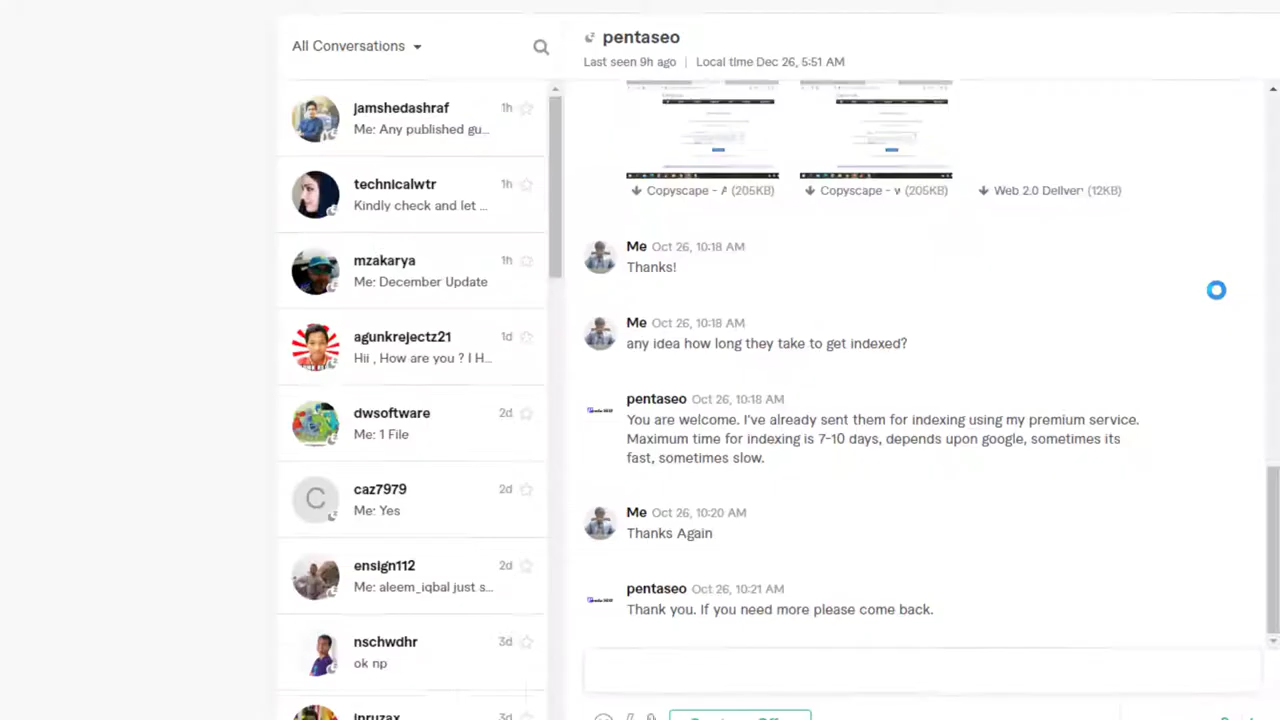 All Conversations
jamshedashraf 1h
Me: Any published gu...
technicalwtr 1h
Kindly check and let ...
mzakarya 1h
Me: December Update
agunkrejectz21 1d
Hii , How are you ? I H...
dwsoftware 2d
Me: 1 File
C
caz7979 2d
Me: Yes
ensign112 2d
Me: aleem_iqbal just s...
nschwdhr 3d
ok np
3d
pentaseo
Last seen 9h ago | Local time Dec 26, 5:51 AM
Copyscape - A (205KB) Copyscape - v (205KB) Web 2.0 Deliver (12KB)
Me Oct 26, 10:18 AM
Thanks!
Me Oct 26, 10:18 AM
any idea how long they take to get indexed?
pentaseo Oct 26, 10:18 AM
You are welcome. I've already sent them for indexing using my premium service.
Maximum time for indexing is 7-10 days, depends upon google, sometimes its
fast, sometimes slow.
Me Oct 26, 10:20 AM
Thanks Again
pentaseo Oct 26, 10:21 AM
Thank you. If you need more please come back.